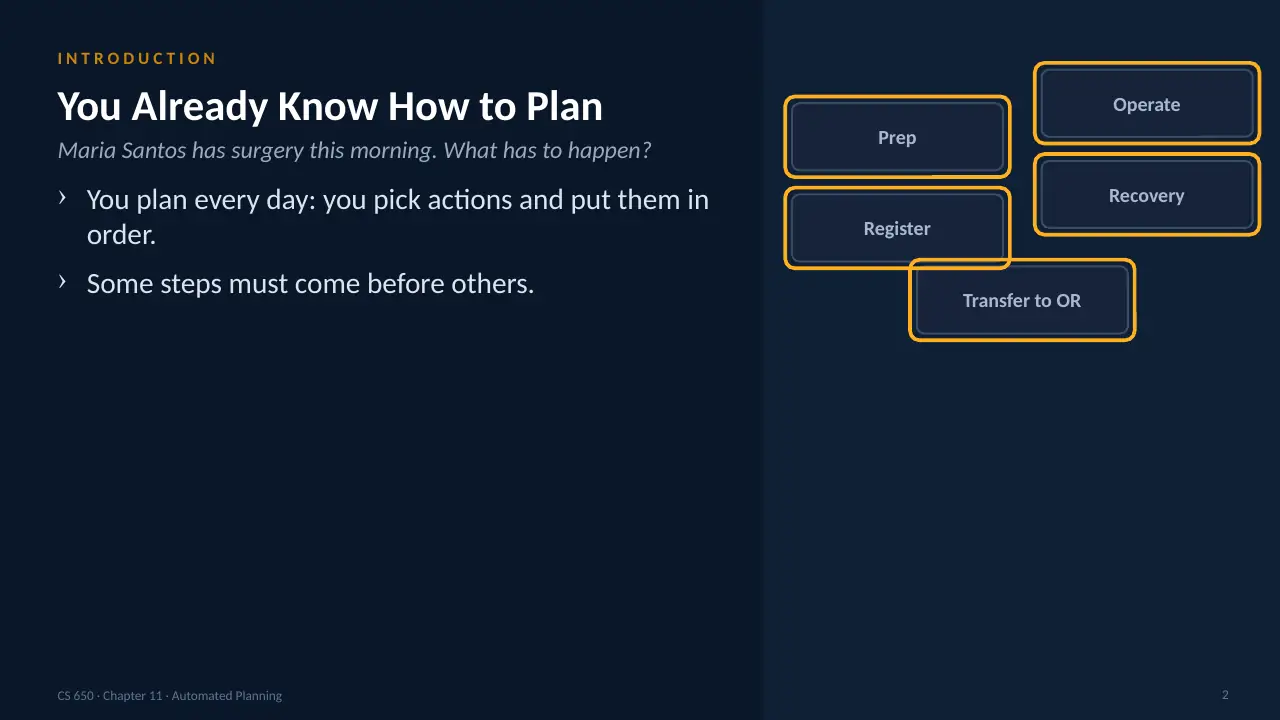 INTRODUCTION
You Already Know How to Plan
Maria Santos has surgery this morning. What has to happen?
› You plan every day: you pick actions and put them in
order.
› Some steps must come before others.
Prep
Operate
Register
Recovery
Transfer to OR
CS 650 · Chapter 11 · Automated Planning
2